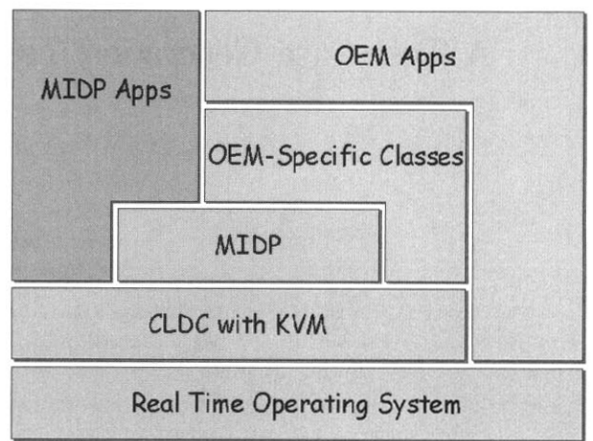 OEM Apps
MIDP Apps
OEM-Specific Classes
MIDP
CLDC with KVM
Real Time Operating System